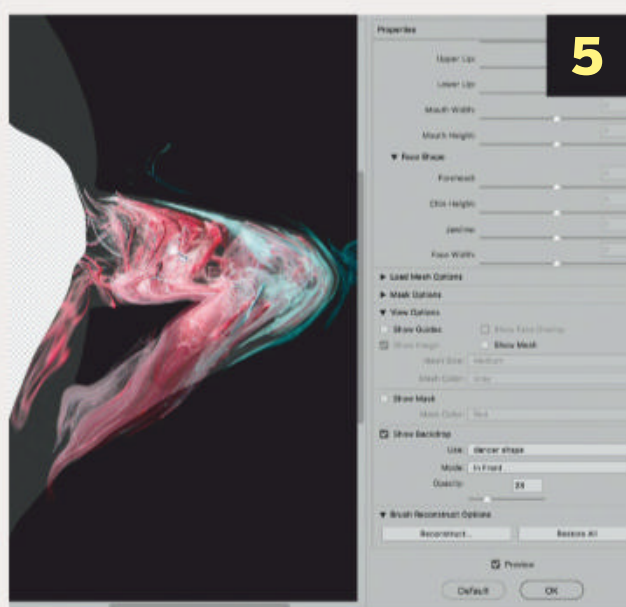 5
Properties
Upper Lip:
Lower Lip:
Mouth Width:
Mouth Height:
▼ Face Shape
Forehead:
Chin Height:
Jawline:
Face Width:
▶ Load Mesh Options
▶ Mask Options
▼ View Options
Show Guides
Show Face Overlay
Show Image
Show Mesh
Mesh Size: Medium
Mesh Color: Gray
Show Mask
Mask Color: Red
Show Backdrop
Use: dancer shape
Mode: In Front
Opacity: 25
▼ Brush Reconstruct Options
Reconstruct...
Restore All
Preview
Default
OK